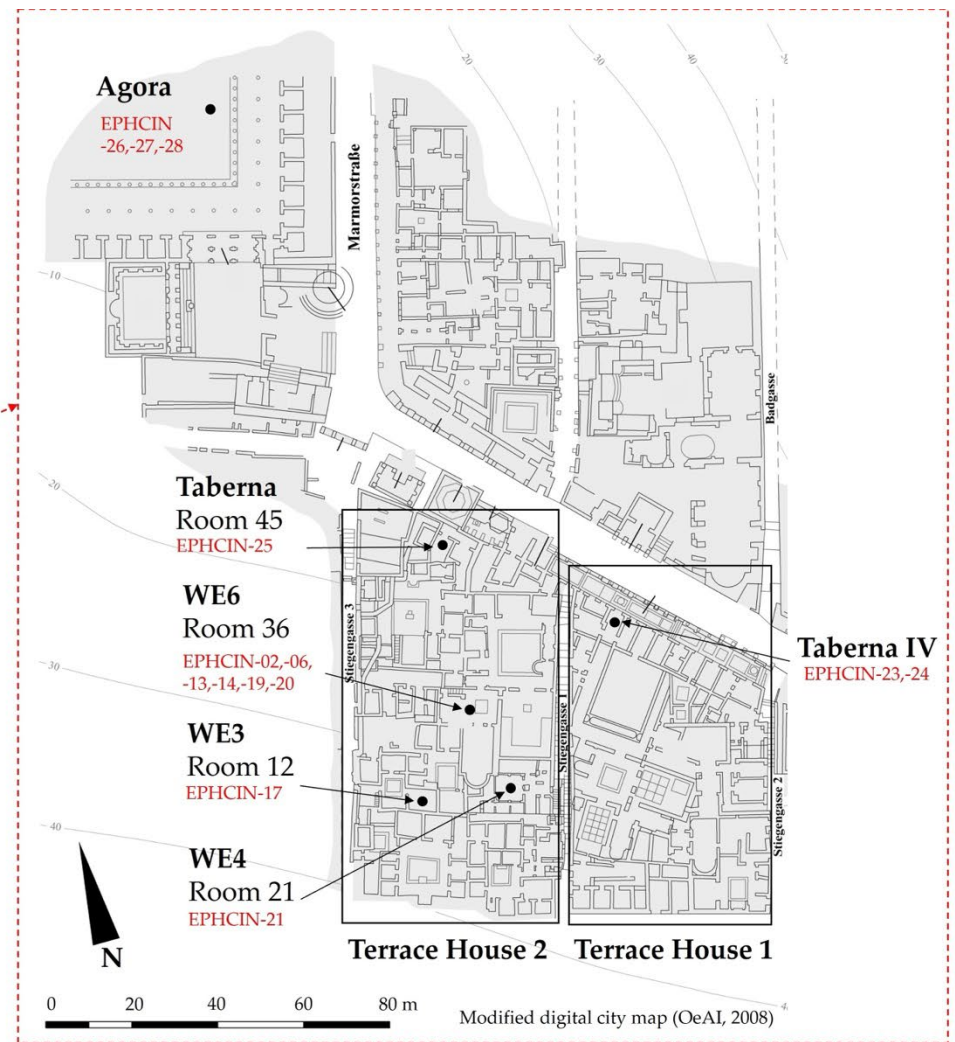 Agora
EPHCIN
-26,-27,-28
Marmorstraße
20
30
40
-10
Badgasse
20
Taberna
Room 45
EPHCIN-25
WE6
Room 36
EPHCIN-02,-06,
-13,-14,-19,-20
Stiegengasse 3
Stiegengasse 1
Taberna IV
EPHCIN-23,-24
30
WE3
Room 12
EPHCIN-17
Stiegengasse 2
40
WE4
Room 21
EPHCIN-21
N
Terrace House 2
Terrace House 1
0 20 40 60 80 m
Modified digital city map (OeAI, 2008)